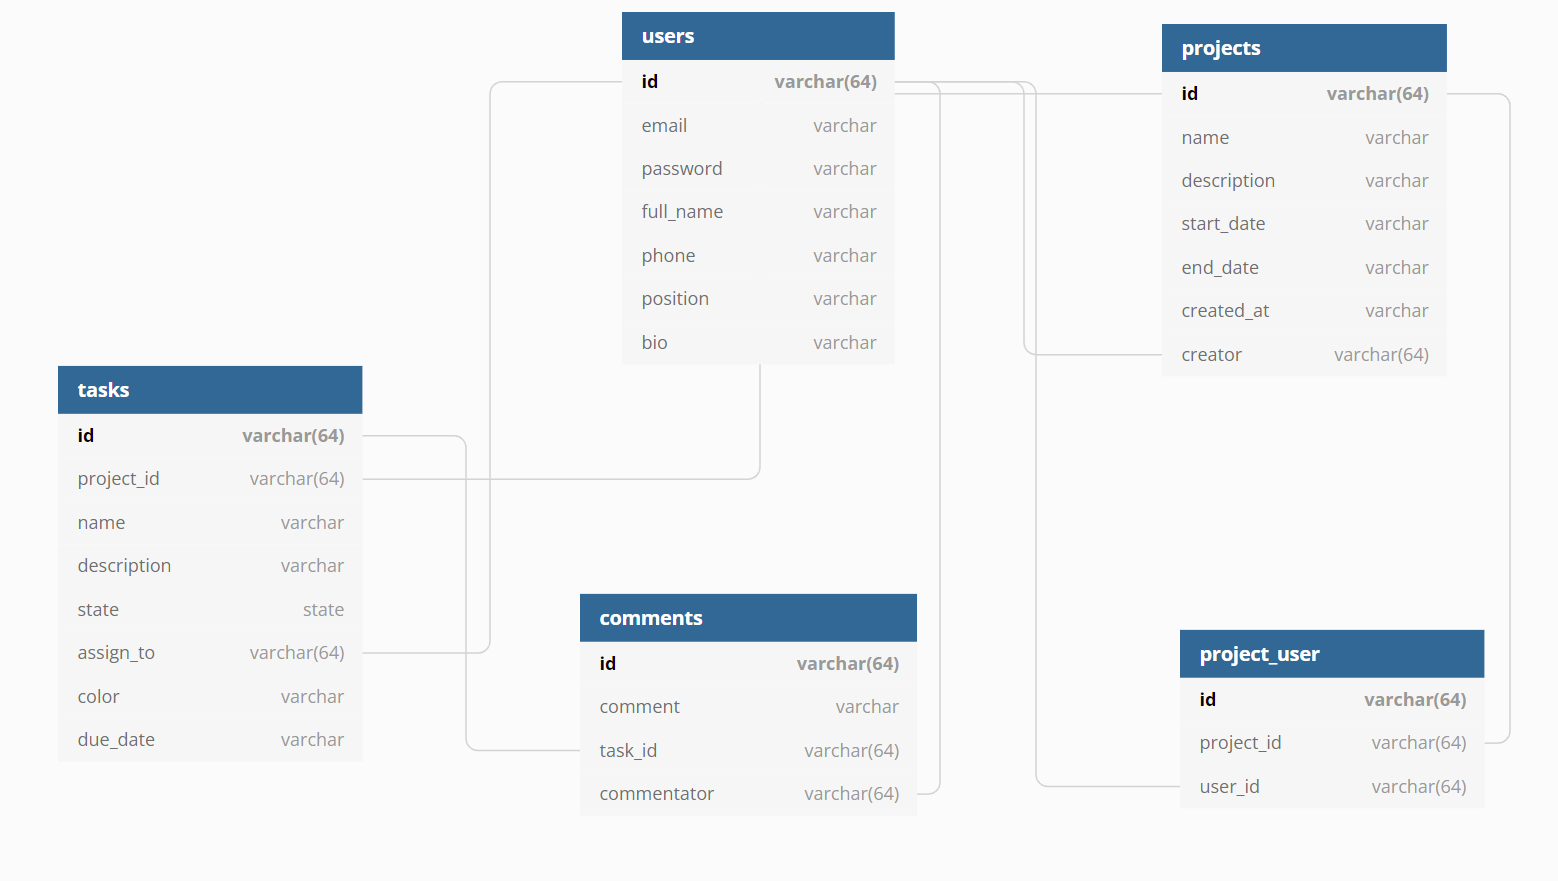 users
id varchar(64)
email varchar
password varchar
full_name varchar
phone varchar
position varchar
bio varchar
projects
id varchar(64)
name varchar
description varchar
start_date varchar
end_date varchar
created_at varchar
creator varchar(64)
tasks
id varchar(64)
project_id varchar(64)
name varchar
description varchar
state state
assign_to varchar(64)
color varchar
due_date varchar
comments
id varchar(64)
comment varchar
task_id varchar(64)
commentator varchar(64)
project_user
id varchar(64)
project_id varchar(64)
user_id varchar(64)